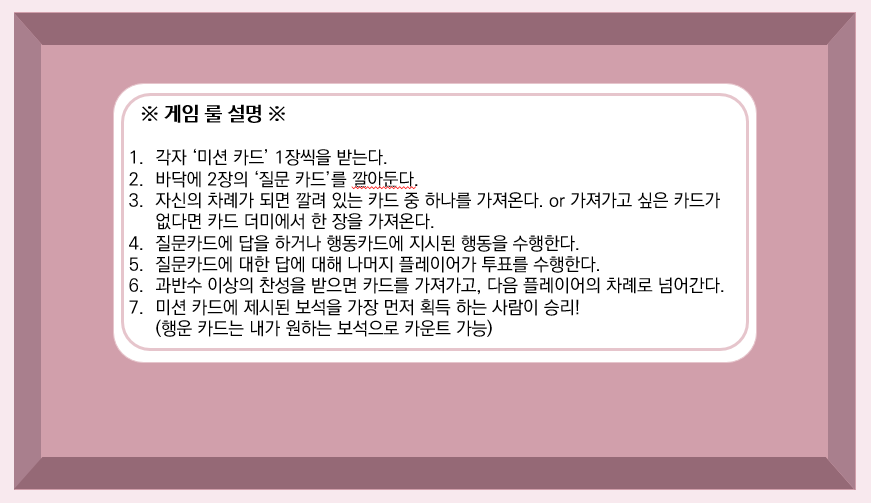 ※ 게임 룰 설명 ※
1. 각자 ‘미션 카드’ 1장씩을 받는다.
2. 바닥에 2장의 ‘질문 카드’를 깔아둔다.
3. 자신의 차례가 되면 깔려 있는 카드 중 하나를 가져온다. or 가져가고 싶은 카드가
없다면 카드 더미에서 한 장을 가져온다.
4. 질문카드에 답을 하거나 행동카드에 지시된 행동을 수행한다.
5. 질문카드에 대한 답에 대해 나머지 플레이어가 투표를 수행한다.
6. 과반수 이상의 찬성을 받으면 카드를 가져가고, 다음 플레이어의 차례로 넘어간다.
7. 미션 카드에 제시된 보석을 가장 먼저 획득 하는 사람이 승리!
(행운 카드는 내가 원하는 보석으로 카운트 가능)